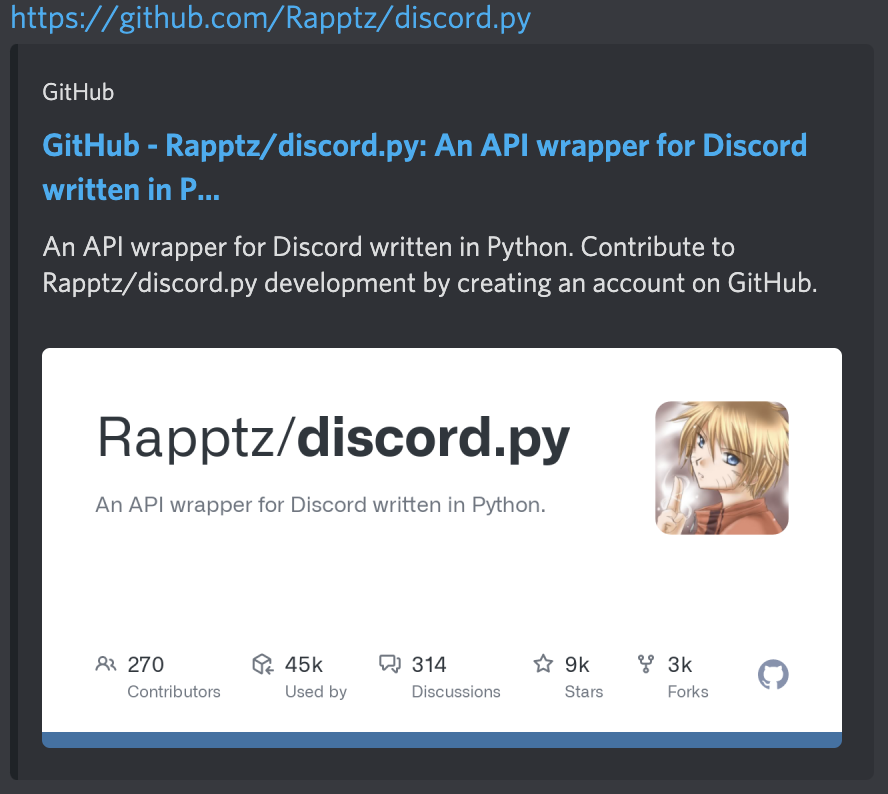 https://github.com/Rapptz/discord.py
GitHub
GitHub - Rapptz/discord.py: An API wrapper for Discord
written in P...
An API wrapper for Discord written in Python. Contribute to
Rapptz/discord.py development by creating an account on GitHub.
Rapptz/discord.py
An API wrapper for Discord written in Python.
270 45k 314 9k 3k
Contributors Used by Discussions Stars Forks